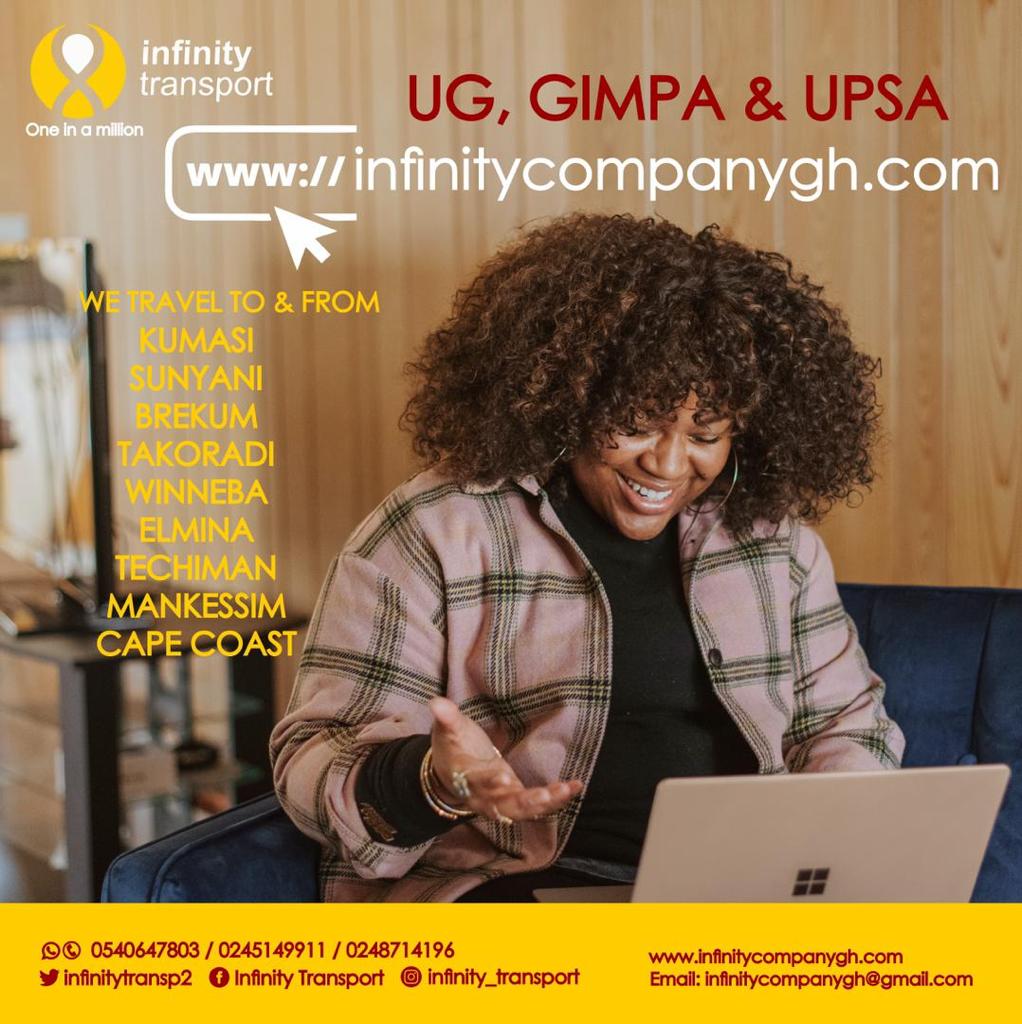 infinity
transport
One in a million
UG, GIMPA & UPSA
www:// infinitycompanygh.com
WE TRAVEL TO & FROM
KUMASI
SUNYANI
BREKUM
TAKORADI
WINNEBA
ELMINA
TECHIMAN
MANKESSIM
CAPE COAST
0540647803 / 0245149911 / 0248714196
infinitytransp2 Infinity Transport infinity_transport
www.infinitycompanygh.com
Email: infinitycompanygh@gmail.com